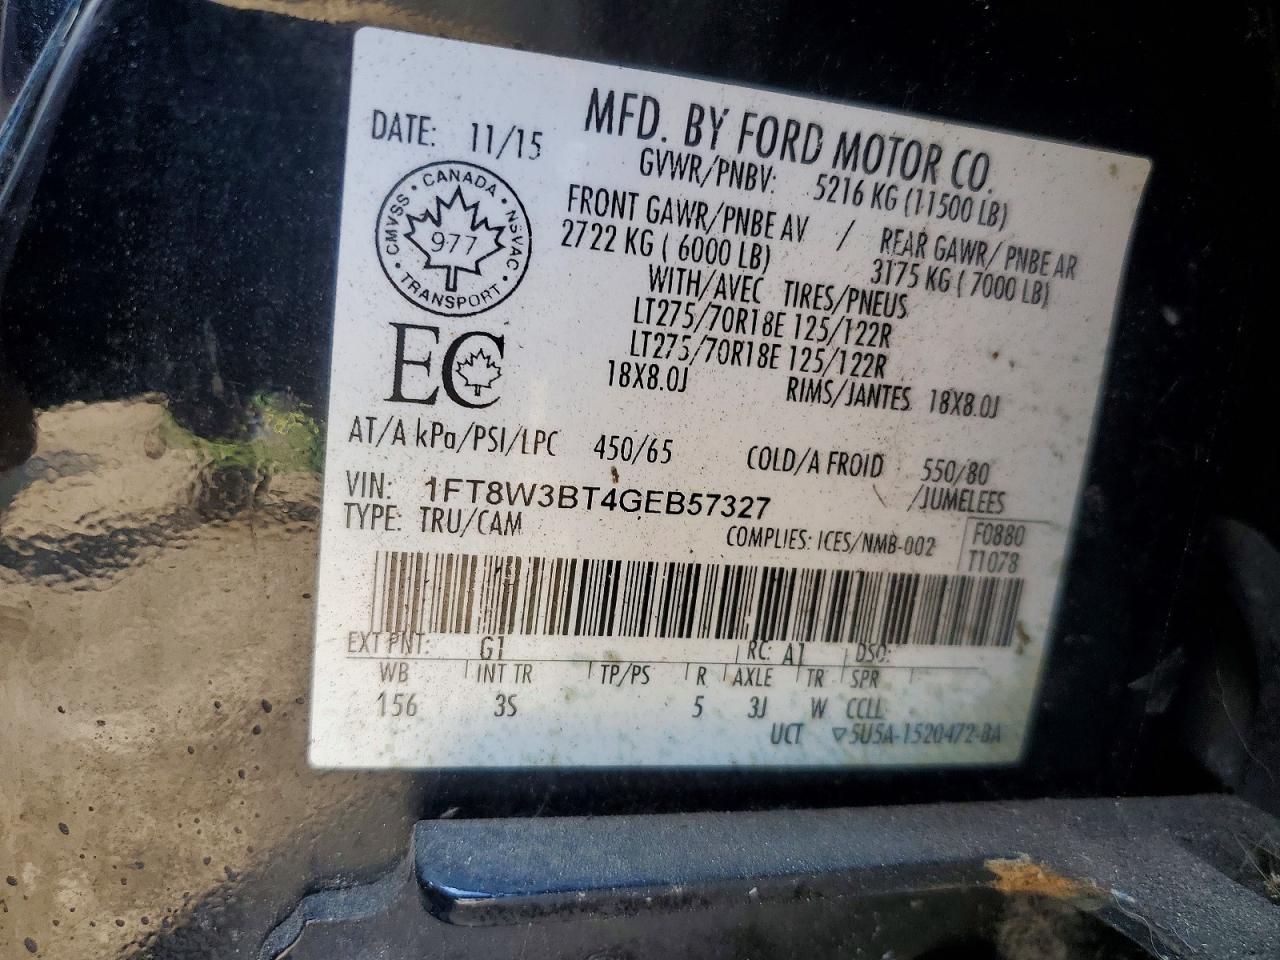 MFD. BY FORD MOTOR CO.
DATE: 11/15
GVWR/PNBV: 5216 KG (11500 LB)
CANADA
CMVSS NSVAC
977
TRANSPORT
FRONT GAWR/PNBE AV / REAR GAWR/PNBE AR
2722 KG ( 6000 LB) 3175 KG ( 7000 LB)
WITH/AVEC TIRES/PNEUS
LT275/70R18E 125/122R
LT275/70R18E 125/122R
18X8.0J RIMS/JANTES 18X8.0J
EC
AT/A kPa/PSI/LPC 450/65 COLD/A FROID 550/80
/JUMELEES
VIN: 1FT8W3BT4GEB57327
TYPE: TRU/CAM
COMPLIES: ICES/NMB-002
F0880
T1078
EXT PNT: G1 RC: A1 DSO:
WB INT TR TP/PS R AXLE TR SPR
156 3S 5 3J W CCLL
UCT ▽5U5A-1520472-BA